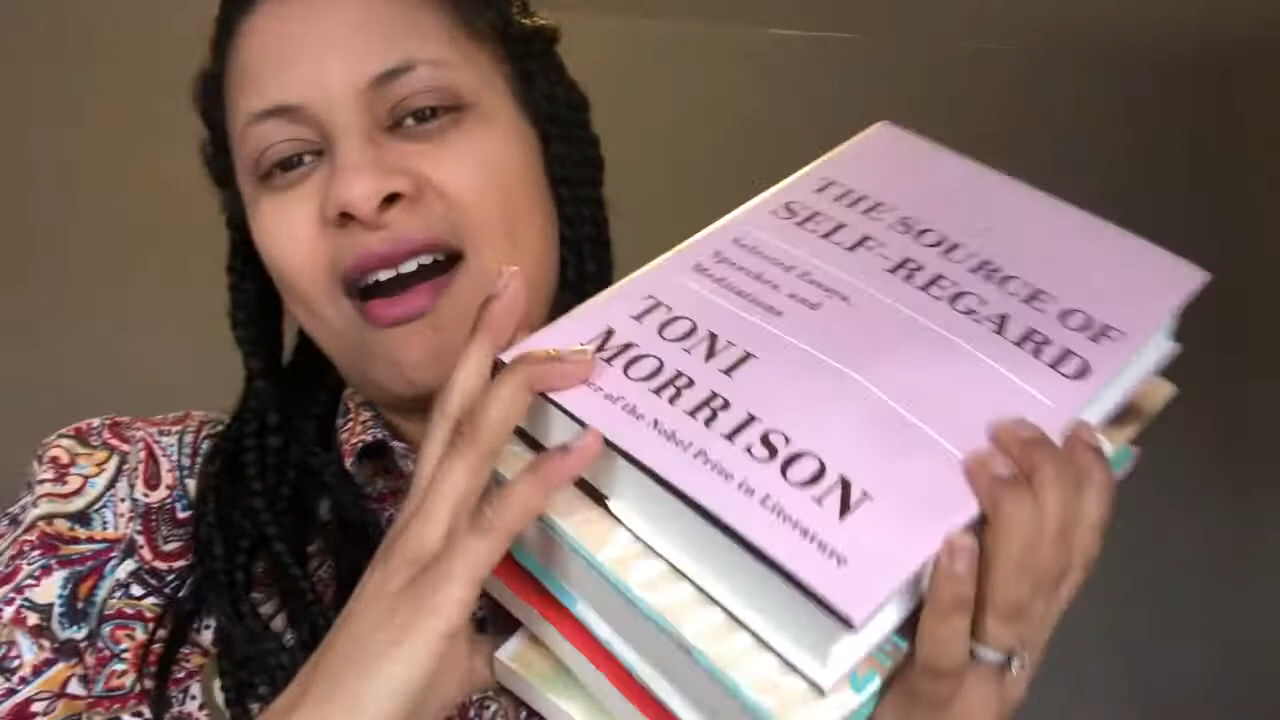 THE SOURCE OF
SELF-REGARD
Selected Essays,
Speeches, and
Meditations
TONI
MORRISON
of the Nobel Prize in Literature